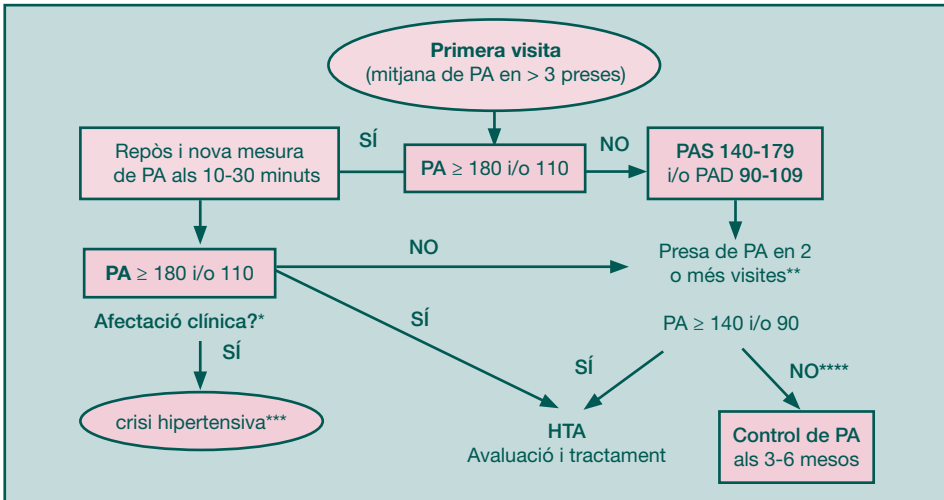 Primera visita
(mitjana de PA en > 3 preses)
SÍ
NO
Repòs i nova mesura
de PA als 10-30 minuts
PA ≥ 180 i/o 110
PAS 140-179
i/o PAD 90-109
NO
Presa de PA en 2
o més visites**
PA ≥ 180 i/o 110
Afectació clínica?*
SÍ
PA ≥ 140 i/o 90
SÍ
SÍ
NO****
crisi hipertensiva***
HTA
Avaluació i tractament
Control de PA
als 3-6 mesos